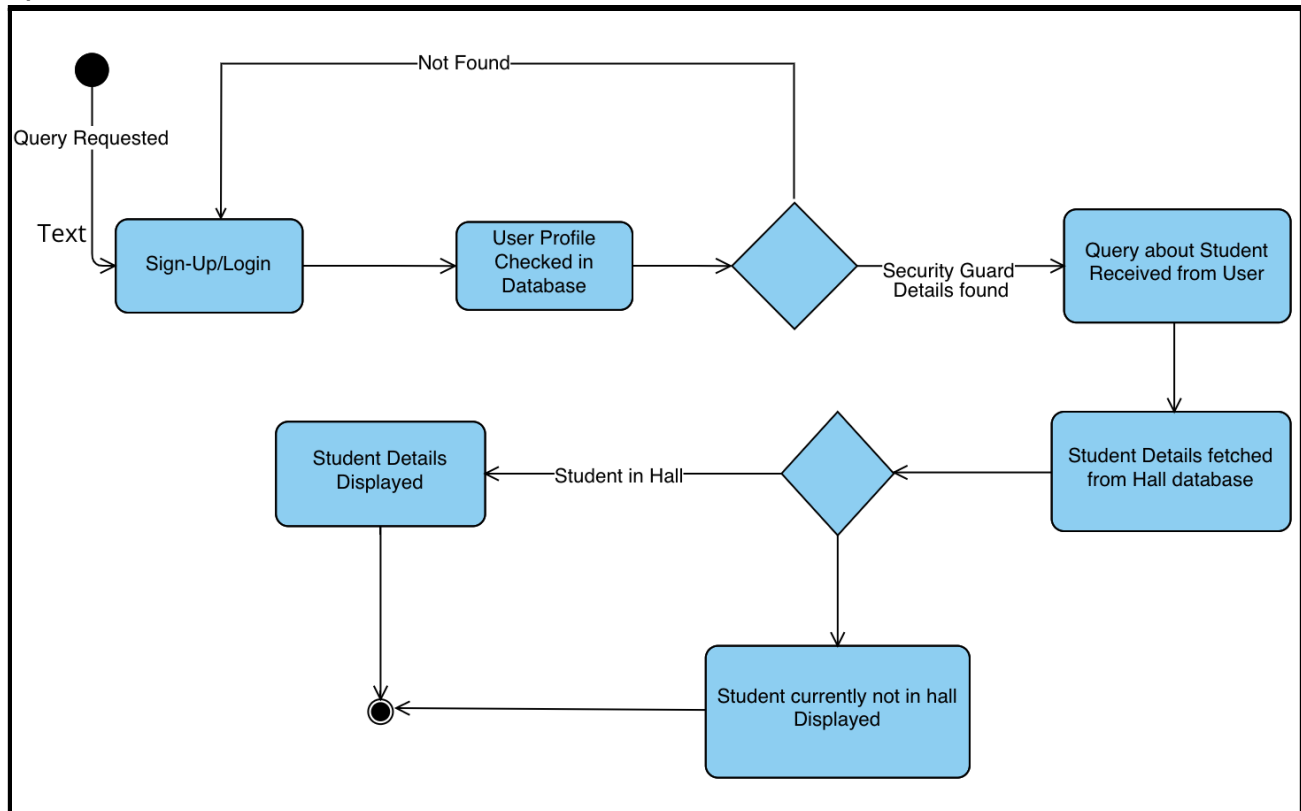 Not Found
Query Requested
Text
Sign-Up/Login
User Profile
Checked in
Database
Security Guard
Details found
Query about Student
Received from User
Student Details
Displayed
Student in Hall
Student Details fetched
from Hall database
Student currently not in hall
Displayed